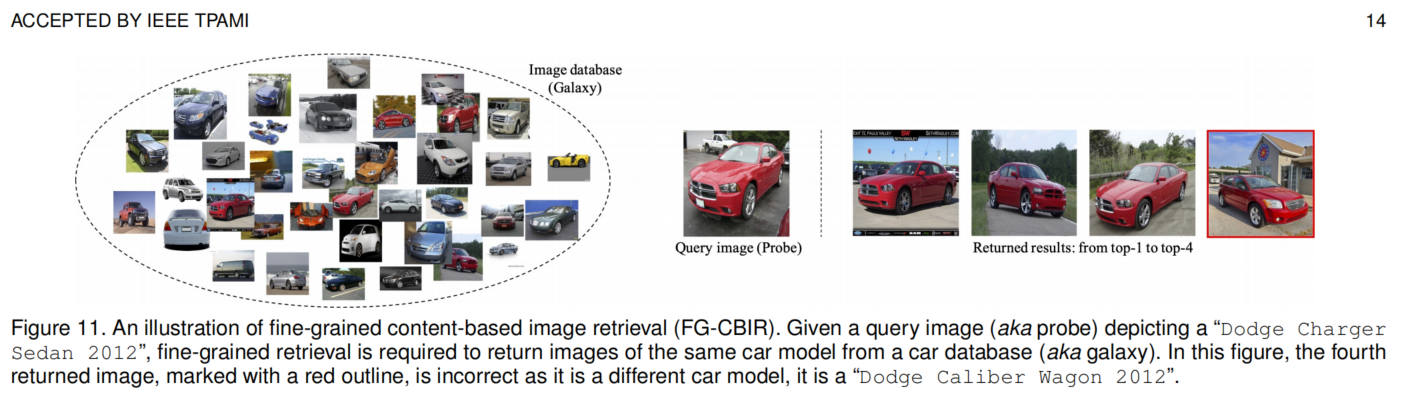 ACCEPTED BY IEEE TPAMI
14
Image database
(Galaxy)
Query image (Probe)
Returned results: from top-1 to top-4
Figure 11. An illustration of fine-grained content-based image retrieval (FG-CBIR). Given a query image (aka probe) depicting a “Dodge Charger
Sedan 2012”, fine-grained retrieval is required to return images of the same car model from a car database (aka galaxy). In this figure, the fourth
returned image, marked with a red outline, is incorrect as it is a different car model, it is a “Dodge Caliber Wagon 2012”.